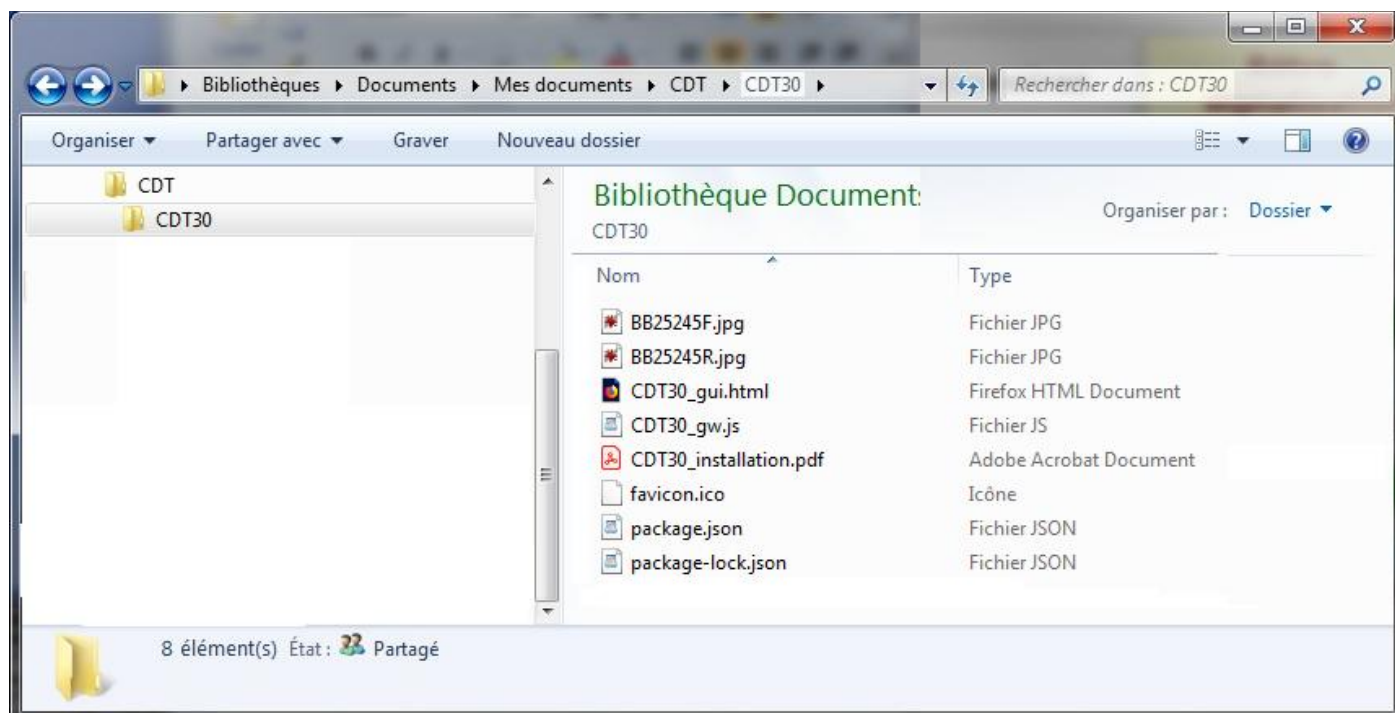 Bibliothèques Documents Mes documents CDT CDT30 Rechercher dans : CDT30
Organiser Partager avec Graver Nouveau dossier
CDT
CDT30
Bibliothèque Documents
CDT30
Organiser par : Dossier
Nom Type
BB25245F.jpg Fichier JPG
BB25245R.jpg Fichier JPG
CDT30_gui.html Firefox HTML Document
CDT30_gw.js Fichier JS
CDT30_installation.pdf Adobe Acrobat Document
favicon.ico Icône
package.json Fichier JSON
package-lock.json Fichier JSON
8 élément(s) État : Partagé